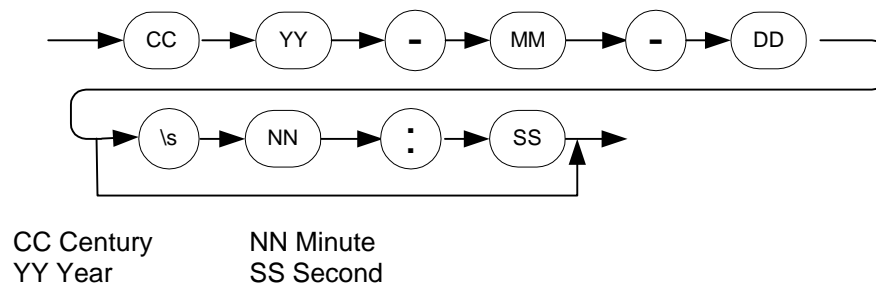 CC YY - MM - DD
\s NN : SS
CC Century NN Minute
YY Year SS Second